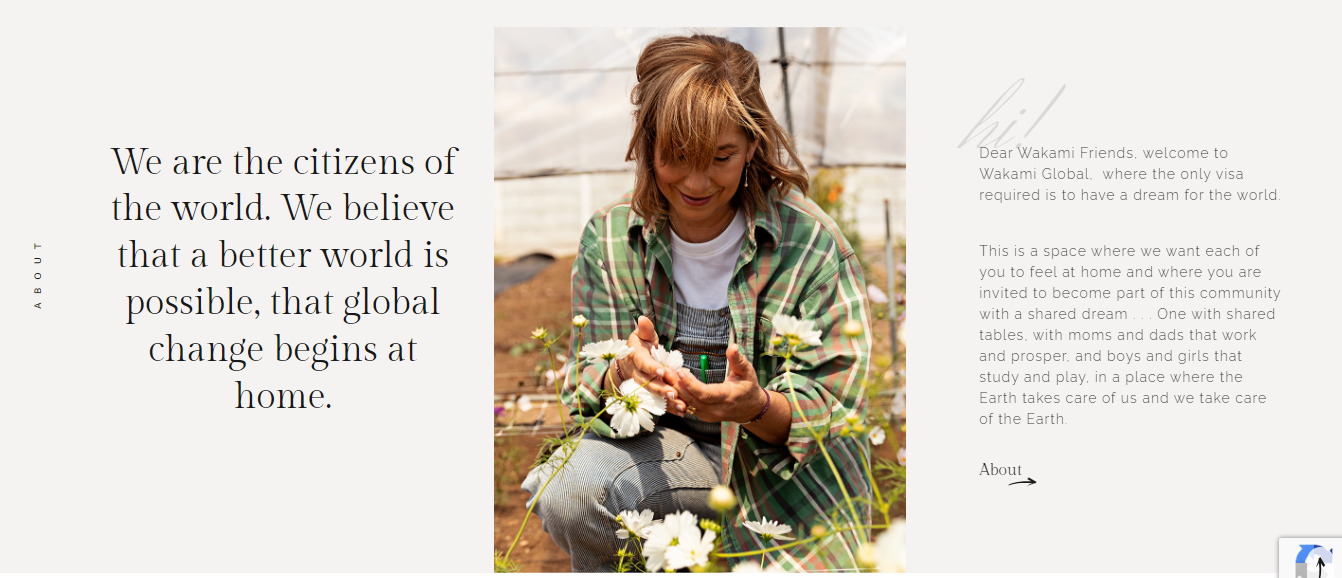 ABOUT
We are the citizens of
the world. We believe
that a better world is
possible, that global
change begins at
home.
hi!
Dear Wakami Friends, welcome to
Wakami Global,  where the only visa
required is to have a dream for the world.
This is a space where we want each of
you to feel at home and where you are
invited to become part of this community
with a shared dream . . . One with shared
tables, with moms and dads that work
and prosper, and boys and girls that
study and play, in a place where the
Earth takes care of us and we take care
of the Earth.
About